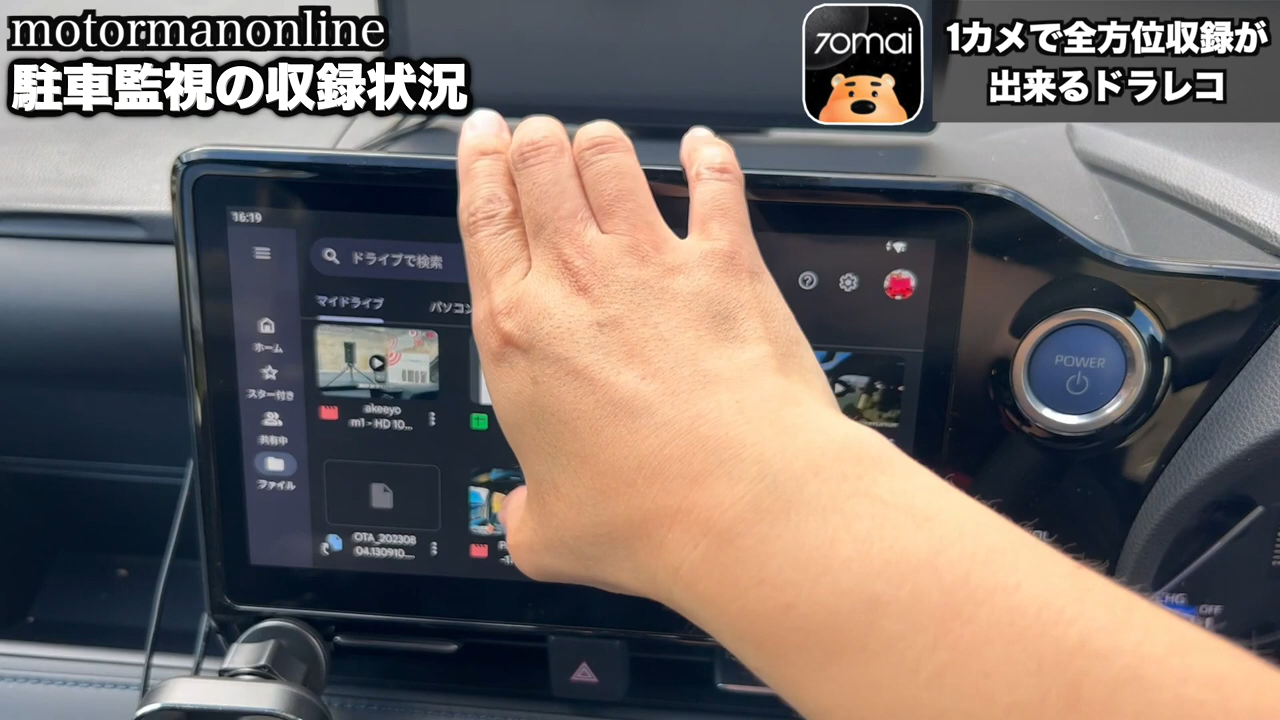 motormanonline
駐車監視の収録状況
70mai
1カメで全方位収録が
出来るドラレコ
16:19
ドライブで検索
マイドライブ
パソコン
ホーム
スター付き
共有中
ファイル
akeeyo
m1 - HD 10...
OTA_202308
04.130910....
POWER
OFF